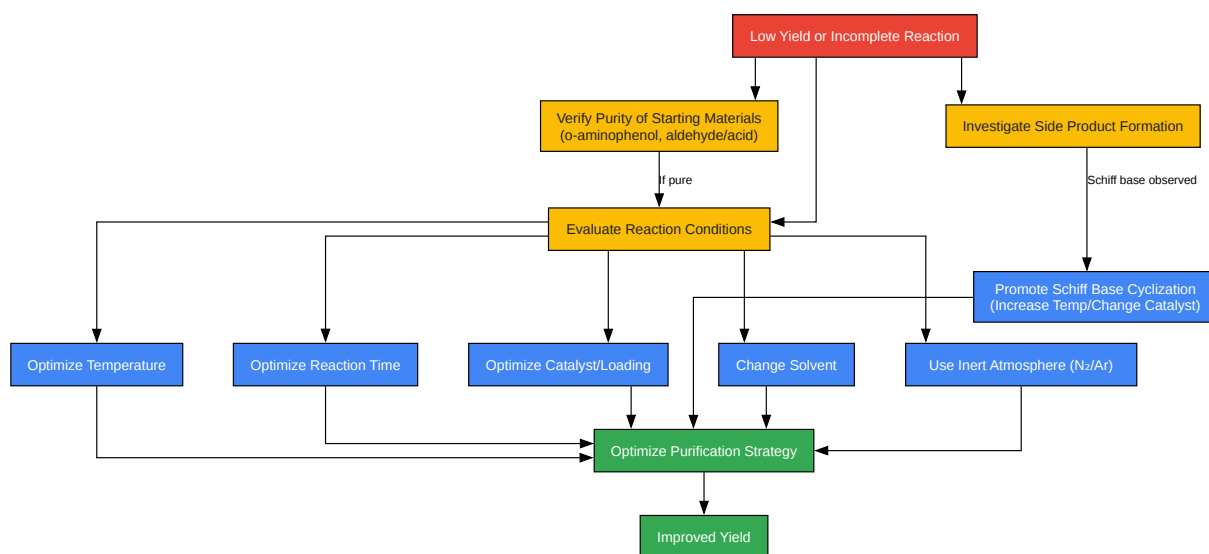 Low Yield or Incomplete Reaction
Verify Purity of Starting Materials
(o-aminophenol, aldehyde/acid)
Investigate Side Product Formation
If pure
Schiff base observed
Evaluate Reaction Conditions
Promote Schiff Base Cyclization
(Increase Temp/Change Catalyst)
Optimize Temperature
Optimize Reaction Time
Optimize Catalyst/Loading
Change Solvent
Use Inert Atmosphere (N₂/Ar)
Optimize Purification Strategy
Improved Yield